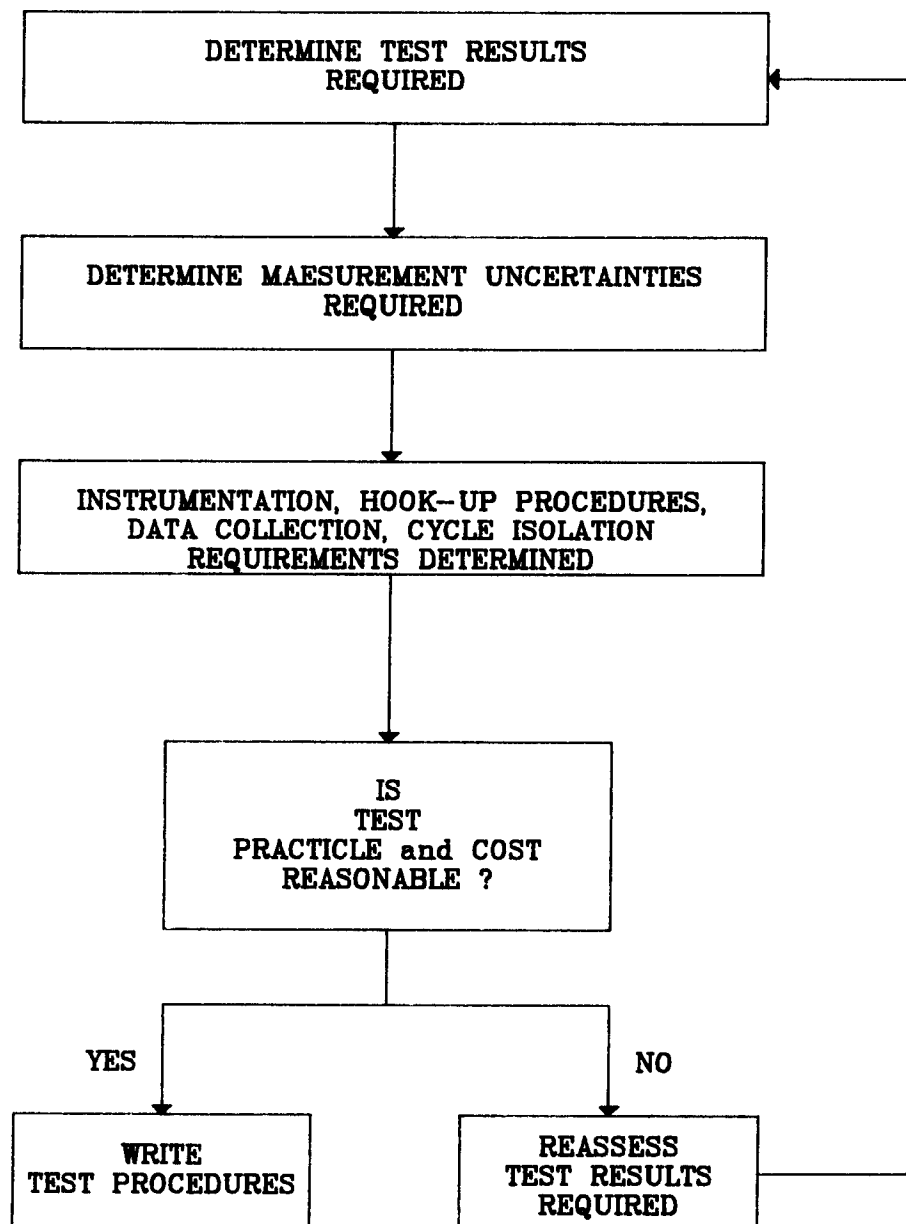 DETERMINE TEST RESULTS
REQUIRED
DETERMINE MAESUREMENT UNCERTAINTIES
REQUIRED
INSTRUMENTATION, HOOK-UP PROCEDURES,
DATA COLLECTION, CYCLE ISOLATION
REQUIREMENTS DETERMINED
IS
TEST
PRACTICLE and COST
REASONABLE ?
YES
NO
WRITE
TEST PROCEDURES
REASSESS
TEST RESULTS
REQUIRED